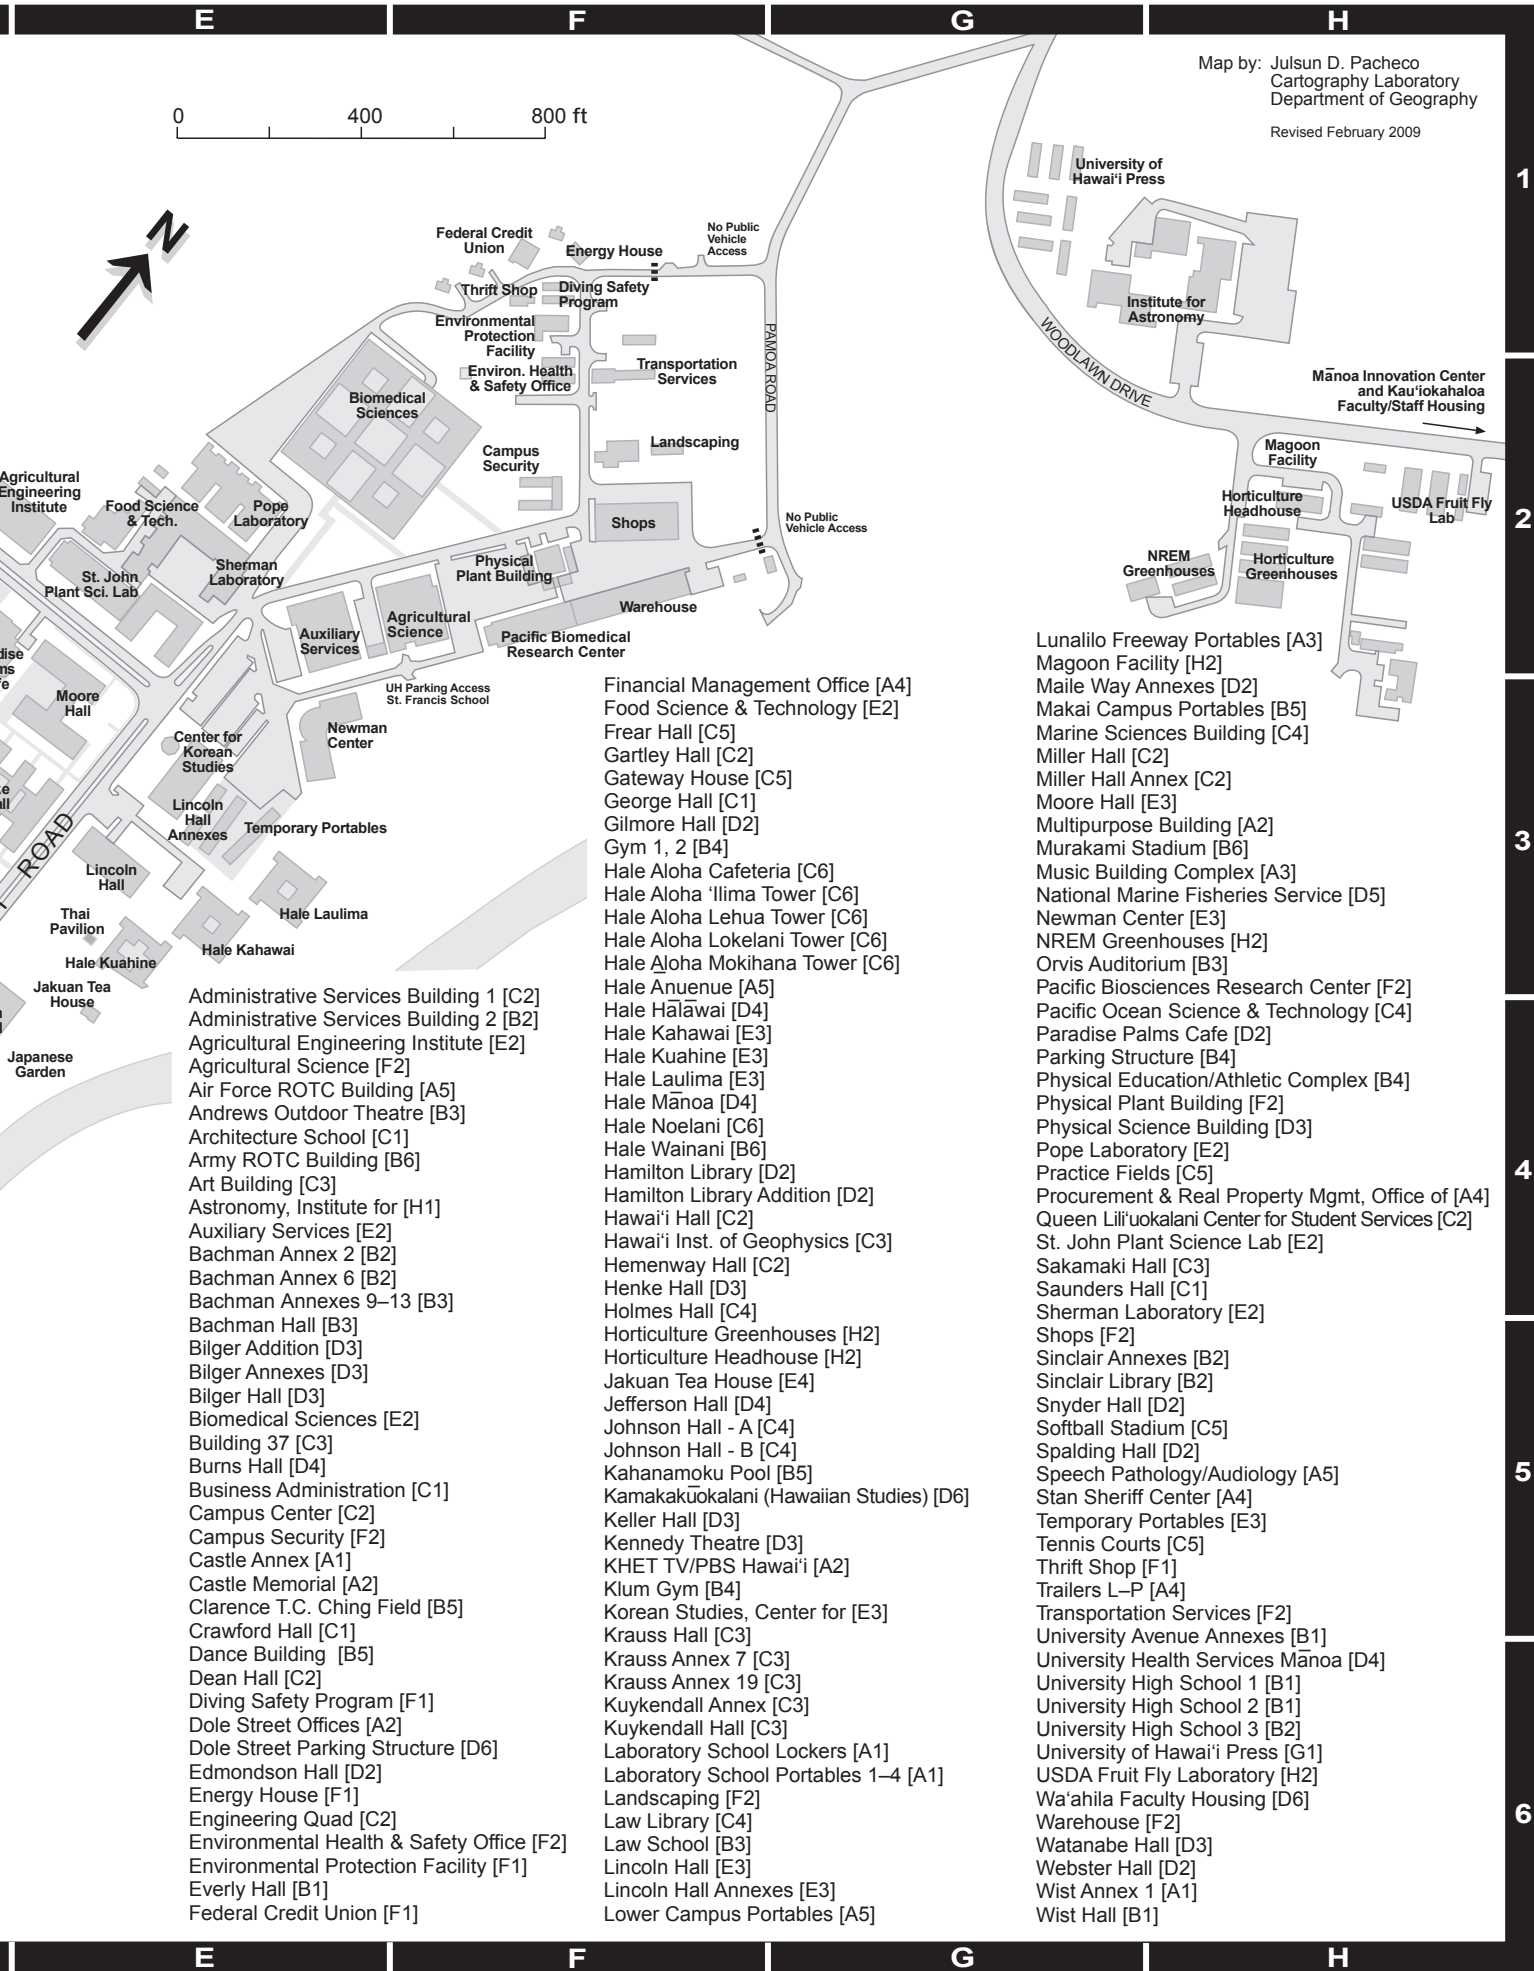 E
F
G
H
Map by: Julsun D. Pacheco
Cartography Laboratory
Department of Geography
Revised February 2009
0 400 800 ft
N
1
2
3
4
5
6
University of
Hawai‘i Press
Institute for
Astronomy
WOODLAWN DRIVE
Mānoa Innovation Center
and Kau‘iokahaloa
Faculty/Staff Housing
Federal Credit
Union
Energy House
No Public
Vehicle
Access
Thrift Shop
Diving Safety
Program
Environmental
Protection
Facility
PAMOA ROAD
Environ. Health
& Safety Office
Transportation
Services
Biomedical
Sciences
Landscaping
Campus
Security
Magoon
Facility
Horticulture
Headhouse
USDA Fruit Fly
Lab
NREM
Greenhouses
Horticulture
Greenhouses
Agricultural
Engineering
Institute
Food Science
& Tech.
Pope
Laboratory
Shops
No Public
Vehicle Access
Sherman
Laboratory
St. John
Plant Sci. Lab
Physical
Plant Building
Warehouse
Agricultural
Science
Auxiliary
Services
Pacific Biomedical
Research Center
UH Parking Access
St. Francis School
Moore
Hall
Newman
Center
Center for
Korean
Studies
Lincoln
Hall
Annexes
Temporary Portables
ROAD
Lincoln
Hall
Thai
Pavilion
Hale Laulima
Hale Kahawai
Hale Kuahine
Jakuan Tea
House
Japanese
Garden
Administrative Services Building 1 [C2]
Administrative Services Building 2 [B2]
Agricultural Engineering Institute [E2]
Agricultural Science [F2]
Air Force ROTC Building [A5]
Andrews Outdoor Theatre [B3]
Architecture School [C1]
Army ROTC Building [B6]
Art Building [C3]
Astronomy, Institute for [H1]
Auxiliary Services [E2]
Bachman Annex 2 [B2]
Bachman Annex 6 [B2]
Bachman Annexes 9–13 [B3]
Bachman Hall [B3]
Bilger Addition [D3]
Bilger Annexes [D3]
Bilger Hall [D3]
Biomedical Sciences [E2]
Building 37 [C3]
Burns Hall [D4]
Business Administration [C1]
Campus Center [C2]
Campus Security [F2]
Castle Annex [A1]
Castle Memorial [A2]
Clarence T.C. Ching Field [B5]
Crawford Hall [C1]
Dance Building [B5]
Dean Hall [C2]
Diving Safety Program [F1]
Dole Street Offices [A2]
Dole Street Parking Structure [D6]
Edmondson Hall [D2]
Energy House [F1]
Engineering Quad [C2]
Environmental Health & Safety Office [F2]
Environmental Protection Facility [F1]
Everly Hall [B1]
Federal Credit Union [F1]
Financial Management Office [A4]
Food Science & Technology [E2]
Frear Hall [C5]
Gartley Hall [C2]
Gateway House [C5]
George Hall [C1]
Gilmore Hall [D2]
Gym 1, 2 [B4]
Hale Aloha Cafeteria [C6]
Hale Aloha ‘Ilima Tower [C6]
Hale Aloha Lehua Tower [C6]
Hale Aloha Lokelani Tower [C6]
Hale Aloha Mokihana Tower [C6]
Hale Ānuenue [A5]
Hale Hālāwai [D4]
Hale Kahawai [E3]
Hale Kuahine [E3]
Hale Laulima [E3]
Hale Mānoa [D4]
Hale Noelani [C6]
Hale Wainani [B6]
Hamilton Library [D2]
Hamilton Library Addition [D2]
Hawai‘i Hall [C2]
Hawai‘i Inst. of Geophysics [C3]
Hemenway Hall [C2]
Henke Hall [D3]
Holmes Hall [C4]
Horticulture Greenhouses [H2]
Horticulture Headhouse [H2]
Jakuan Tea House [E4]
Jefferson Hall [D4]
Johnson Hall - A [C4]
Johnson Hall - B [C4]
Kahanamoku Pool [B5]
Kamakakūokalani (Hawaiian Studies) [D6]
Keller Hall [D3]
Kennedy Theatre [D3]
KHET TV/PBS Hawai‘i [A2]
Klum Gym [B4]
Korean Studies, Center for [E3]
Krauss Hall [C3]
Krauss Annex 7 [C3]
Krauss Annex 19 [C3]
Kuykendall Annex [C3]
Kuykendall Hall [C3]
Laboratory School Lockers [A1]
Laboratory School Portables 1–4 [A1]
Landscaping [F2]
Law Library [C4]
Law School [B3]
Lincoln Hall [E3]
Lincoln Hall Annexes [E3]
Lower Campus Portables [A5]
Lunalilo Freeway Portables [A3]
Magoon Facility [H2]
Maile Way Annexes [D2]
Makai Campus Portables [B5]
Marine Sciences Building [C4]
Miller Hall [C2]
Miller Hall Annex [C2]
Moore Hall [E3]
Multipurpose Building [A2]
Murakami Stadium [B6]
Music Building Complex [A3]
National Marine Fisheries Service [D5]
Newman Center [E3]
NREM Greenhouses [H2]
Orvis Auditorium [B3]
Pacific Biosciences Research Center [F2]
Pacific Ocean Science & Technology [C4]
Paradise Palms Cafe [D2]
Parking Structure [B4]
Physical Education/Athletic Complex [B4]
Physical Plant Building [F2]
Physical Science Building [D3]
Pope Laboratory [E2]
Practice Fields [C5]
Procurement & Real Property Mgmt, Office of [A4]
Queen Lili‘uokalani Center for Student Services [C2]
St. John Plant Science Lab [E2]
Sakamaki Hall [C3]
Saunders Hall [C1]
Sherman Laboratory [E2]
Shops [F2]
Sinclair Annexes [B2]
Sinclair Library [B2]
Snyder Hall [D2]
Softball Stadium [C5]
Spalding Hall [D2]
Speech Pathology/Audiology [A5]
Stan Sheriff Center [A4]
Temporary Portables [E3]
Tennis Courts [C5]
Thrift Shop [F1]
Trailers L–P [A4]
Transportation Services [F2]
University Avenue Annexes [B1]
University Health Services Mānoa [D4]
University High School 1 [B1]
University High School 2 [B1]
University High School 3 [B2]
University of Hawai‘i Press [G1]
USDA Fruit Fly Laboratory [H2]
Wa‘ahila Faculty Housing [D6]
Warehouse [F2]
Watanabe Hall [D3]
Webster Hall [D2]
Wist Annex 1 [A1]
Wist Hall [B1]
E
F
G
H